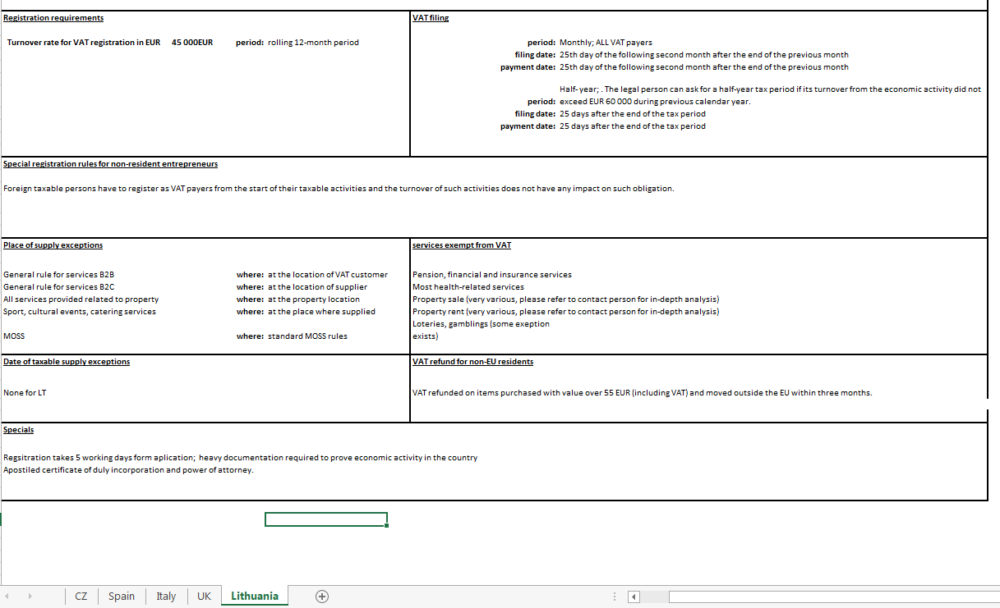 Registration requirements
Turnover rate for VAT registration in EUR 45 000EUR period: rolling 12-month period
VAT filing
period: Monthly; ALL VAT payers
filing date: 25th day of the following second month after the end of the previous month
payment date: 25th day of the following second month after the end of the previous month
Half-year; . The legal person can ask for a half-year tax period if its turnover from the economic activity did not
period: exceed EUR 60 000 during previous calendar year.
filing date: 25 days after the end of the tax period
payment date: 25 days after the end of the tax period
Special registration rules for non-resident entrepreneurs
Foreign taxable persons have to register as VAT payers from the start of their taxable activities and the turnover of such activities does not have any impact on such obligation.
Place of supply exceptions
General rule for services B2B where: at the location of VAT customer
General rule for services B2C where: at the location of supplier
All services provided related to property where: at the property location
Sport, cultural events, catering services where: at the place where supplied
MOSS where: standard MOSS rules
services exempt from VAT
Pension, financial and insurance services
Most health-related services
Property sale (very various, please refer to contact person for in-depth analysis)
Property rent (very various, please refer to contact person for in-depth analysis)
Loteries, gamblings (some exeption
exists)
Date of taxable supply exceptions
None for LT
VAT refund for non-EU residents
VAT refunded on items purchased with value over 55 EUR (including VAT) and moved outside the EU within three months.
Specials
Regsitration takes 5 working days form aplication; heavy documentation required to prove economic activity in the country
Apostiled certificate of duly incorporation and power of attorney.
CZ Spain Italy UK Lithuania